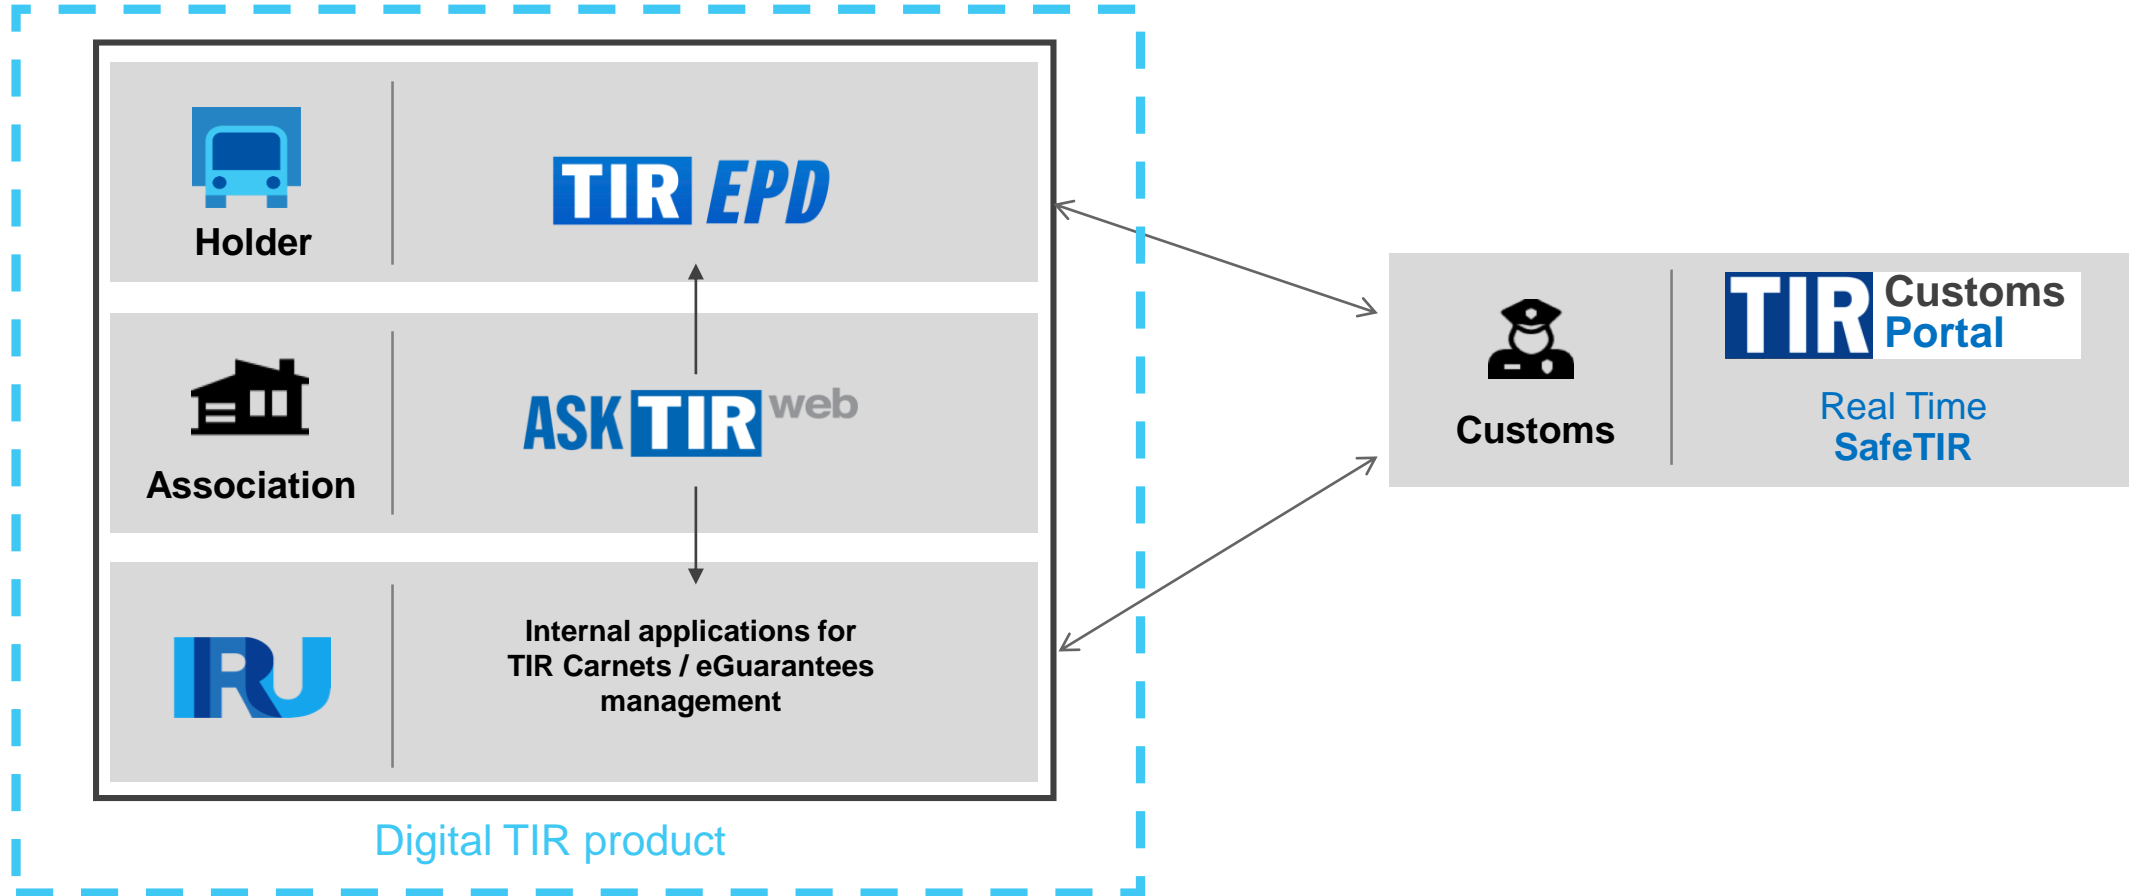 TIR EPD
Holder
ASK TIR web
Association
IRU
Internal applications for
TIR Carnets / eGuarantees
management
Digital TIR product
TIR Customs
Portal
Customs
Real Time
SafeTIR